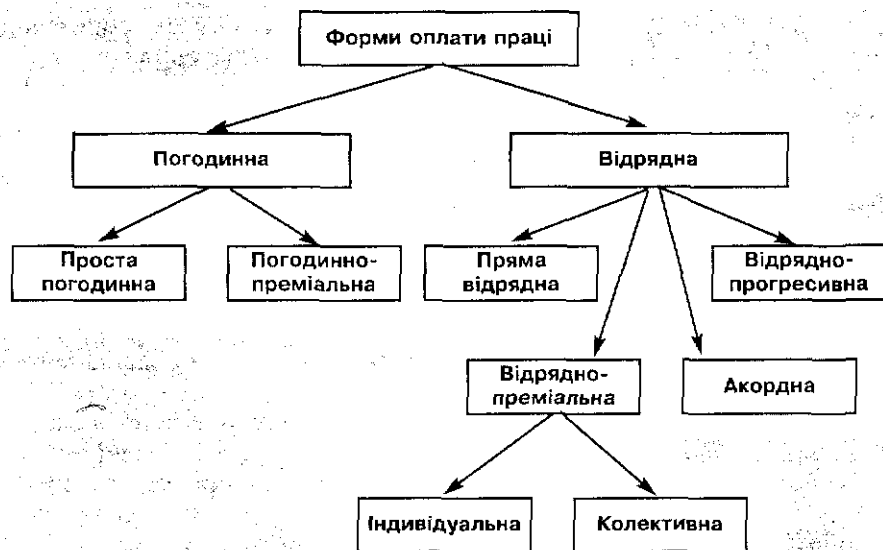 Форми оплати праці
Погодинна
Відрядна
Проста
погодинна
Погодинно-
преміальна
Пряма
відрядна
Відрядно-
прогресивна
Відрядно-
преміальна
Акордна
Індивідуальна
Колективна